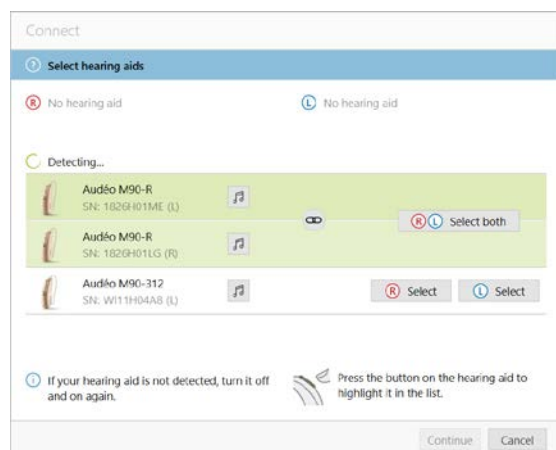 Connect
? Select hearing aids
R No hearing aid
L No hearing aid
Detecting...
Audéo M90-R
SN: 1826H01ME (L)
R L Select both
Audéo M90-R
SN: 1826H01LG (R)
Audéo M90-312
SN: WI11H04A8 (L)
R Select
L Select
i If your hearing aid is not detected, turn it off
and on again.
Press the button on the hearing aid to
highlight it in the list.
Continue
Cancel